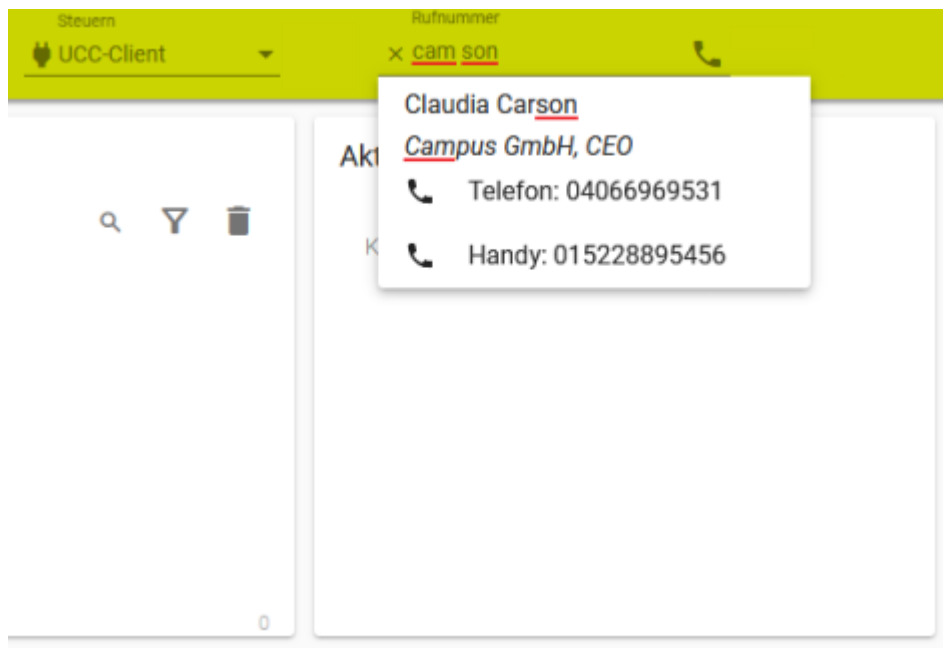 Steuern
UCC-Client
Rufnummer
cam son
Claudia Carson
Campus GmbH, CEO
Telefon: 04066969531
Handy: 015228895456
Akt
K
0